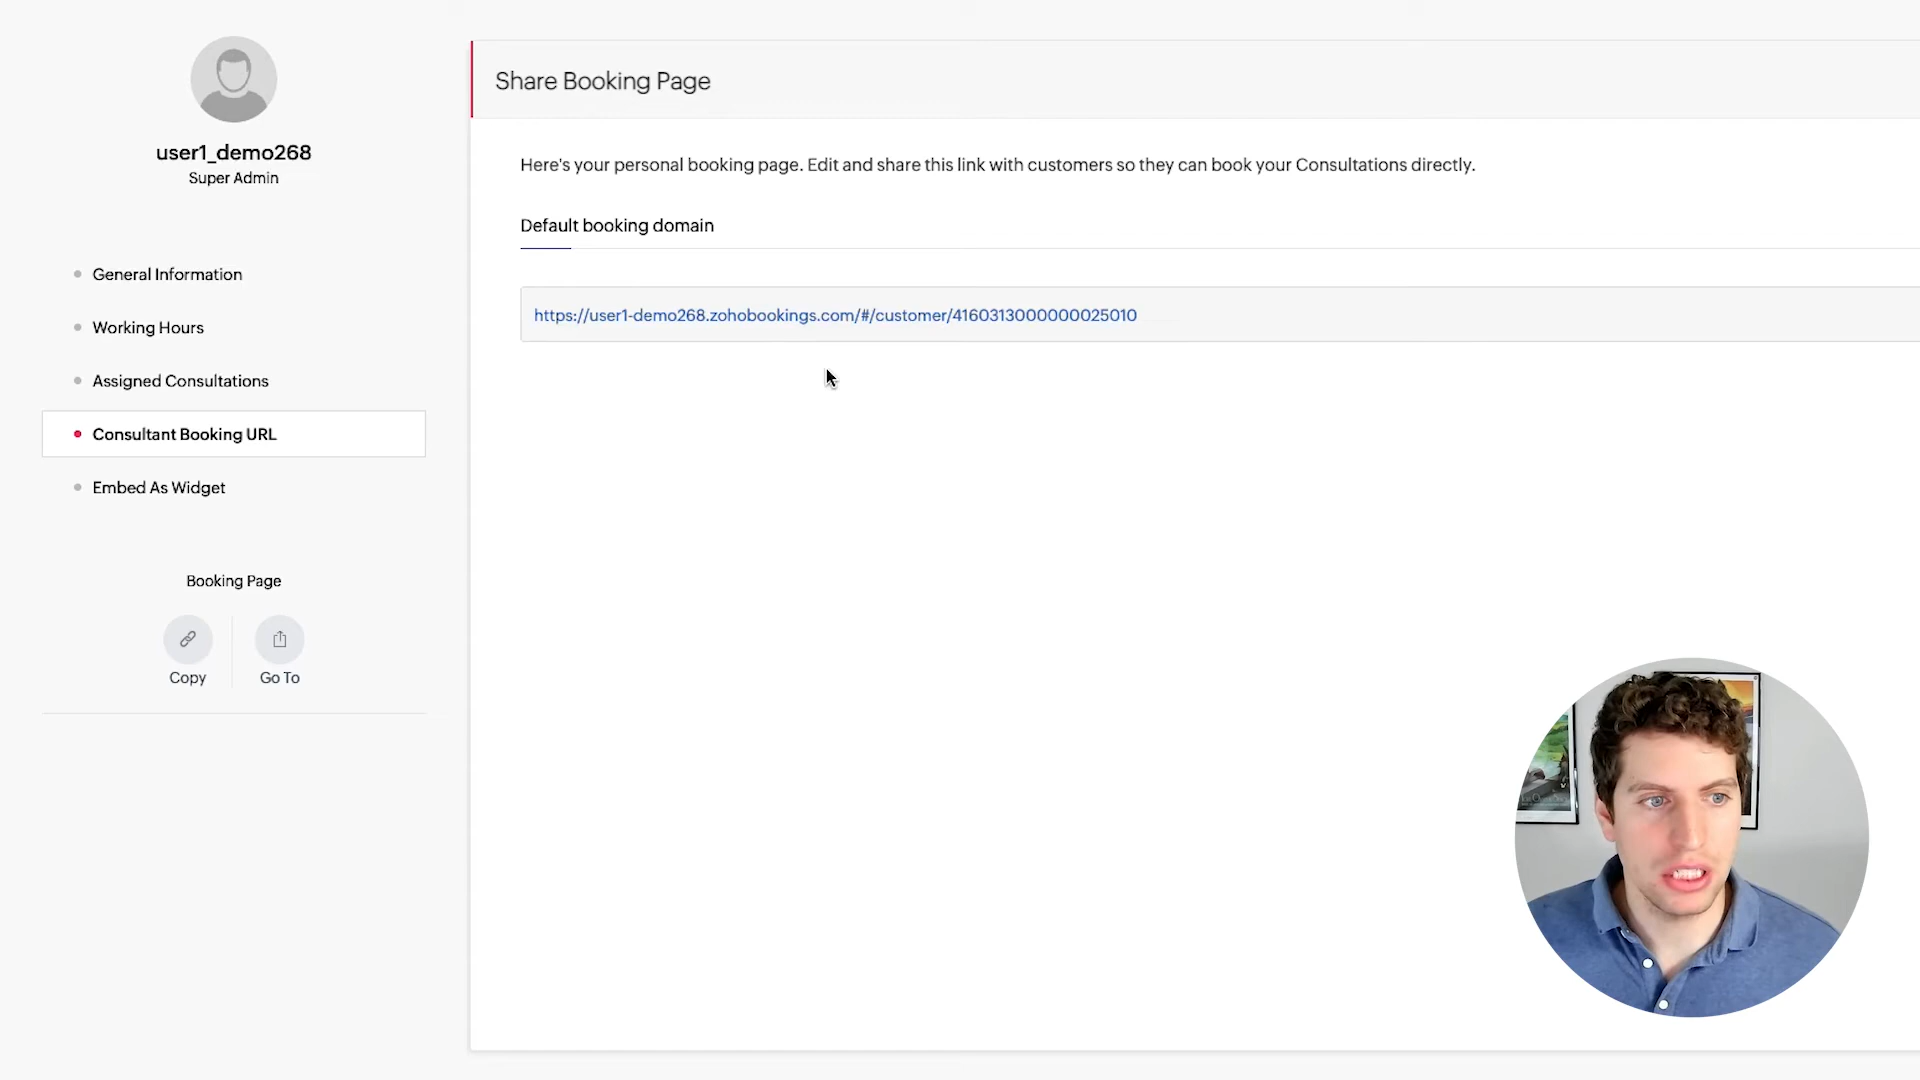 user1_demo268
Super Admin
General Information
Working Hours
Assigned Consultations
Consultant Booking URL
Embed As Widget
Booking Page
Copy
Go To
Share Booking Page
Here's your personal booking page. Edit and share this link with customers so they can book your Consultations directly.
Default booking domain
https://user1-demo268.zohobookings.com/#/customer/4160313000000025010